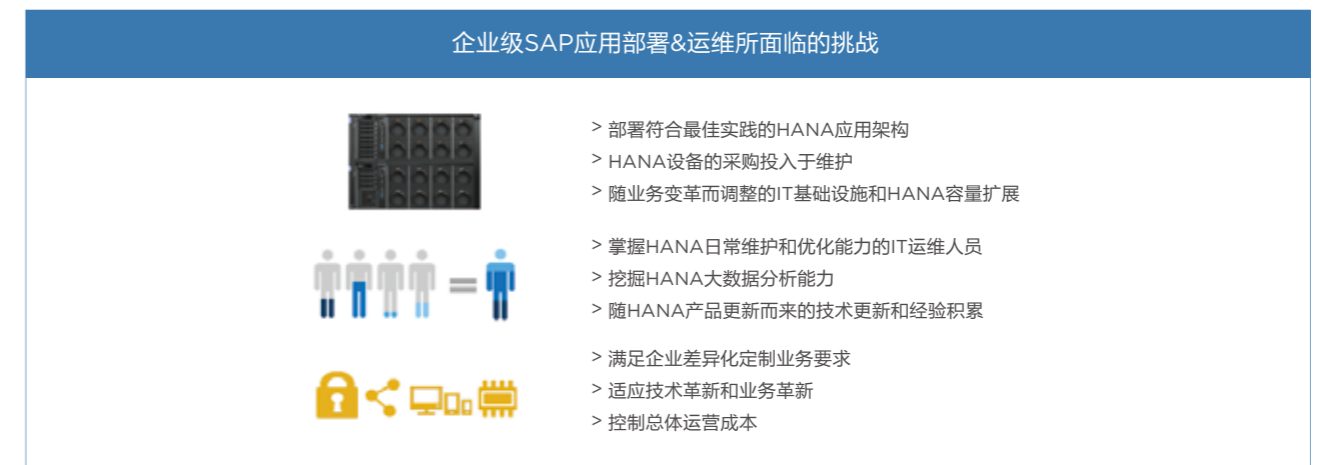 企业级SAP应用部署&运维所面临的挑战
> 部署符合最佳实践的HANA应用架构
> HANA设备的采购投入于维护
> 随业务变革而调整的IT基础设施和HANA容量扩展
> 掌握HANA日常维护和优化能力的IT运维人员
> 挖掘HANA大数据分析能力
> 随HANA产品更新而来的技术更新和经验积累
> 满足企业差异化定制业务要求
> 适应技术革新和业务革新
> 控制总体运营成本